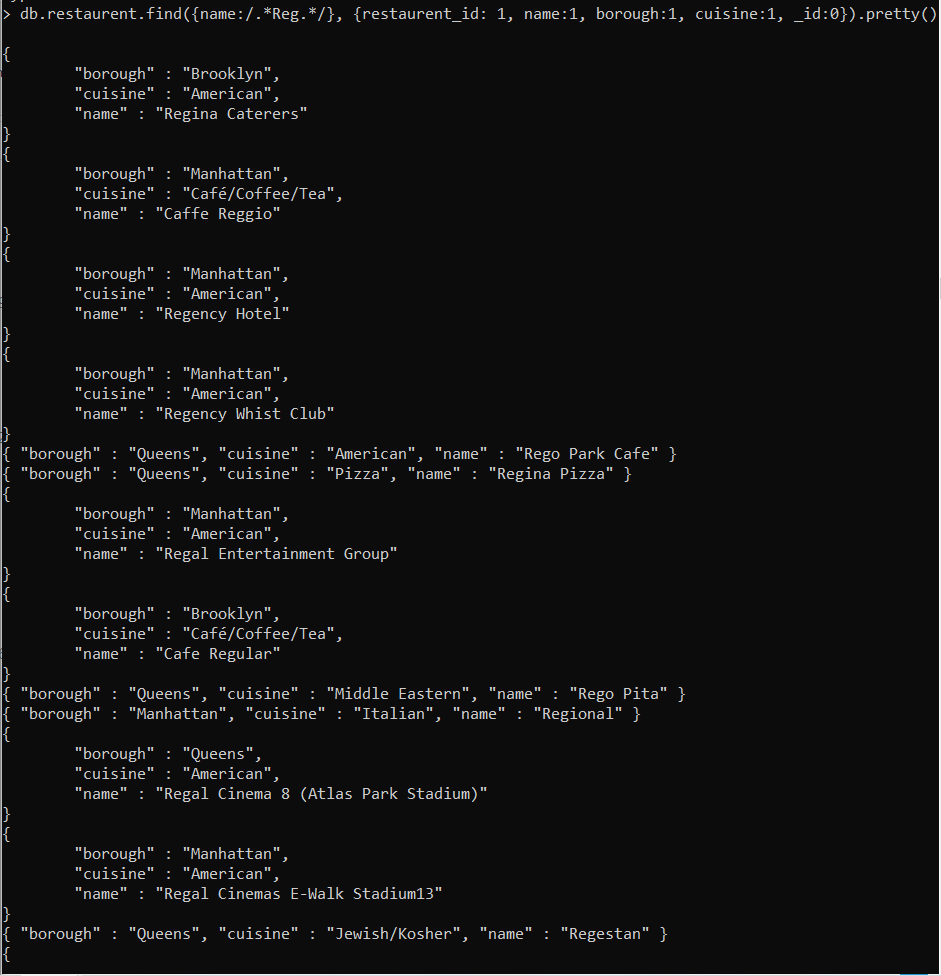 > db.restaurent.find({name:/.*Reg.*/}, {restaurent_id: 1, name:1, borough:1, cuisine:1, _id:0}).pretty()
{
"borough" : "Brooklyn",
"cuisine" : "American",
"name" : "Regina Caterers"
}
{
"borough" : "Manhattan",
"cuisine" : "Café/Coffee/Tea",
"name" : "Caffe Reggio"
}
{
"borough" : "Manhattan",
"cuisine" : "American",
"name" : "Regency Hotel"
}
{
"borough" : "Manhattan",
"cuisine" : "American",
"name" : "Regency Whist Club"
}
{ "borough" : "Queens", "cuisine" : "American", "name" : "Rego Park Cafe" }
{ "borough" : "Queens", "cuisine" : "Pizza", "name" : "Regina Pizza" }
{
"borough" : "Manhattan",
"cuisine" : "American",
"name" : "Regal Entertainment Group"
}
{
"borough" : "Brooklyn",
"cuisine" : "Café/Coffee/Tea",
"name" : "Cafe Regular"
}
{ "borough" : "Queens", "cuisine" : "Middle Eastern", "name" : "Rego Pita" }
{ "borough" : "Manhattan", "cuisine" : "Italian", "name" : "Regional" }
{
"borough" : "Queens",
"cuisine" : "American",
"name" : "Regal Cinema 8 (Atlas Park Stadium)"
}
{
"borough" : "Manhattan",
"cuisine" : "American",
"name" : "Regal Cinemas E-Walk Stadium13"
}
{ "borough" : "Queens", "cuisine" : "Jewish/Kosher", "name" : "Regestan" }
{